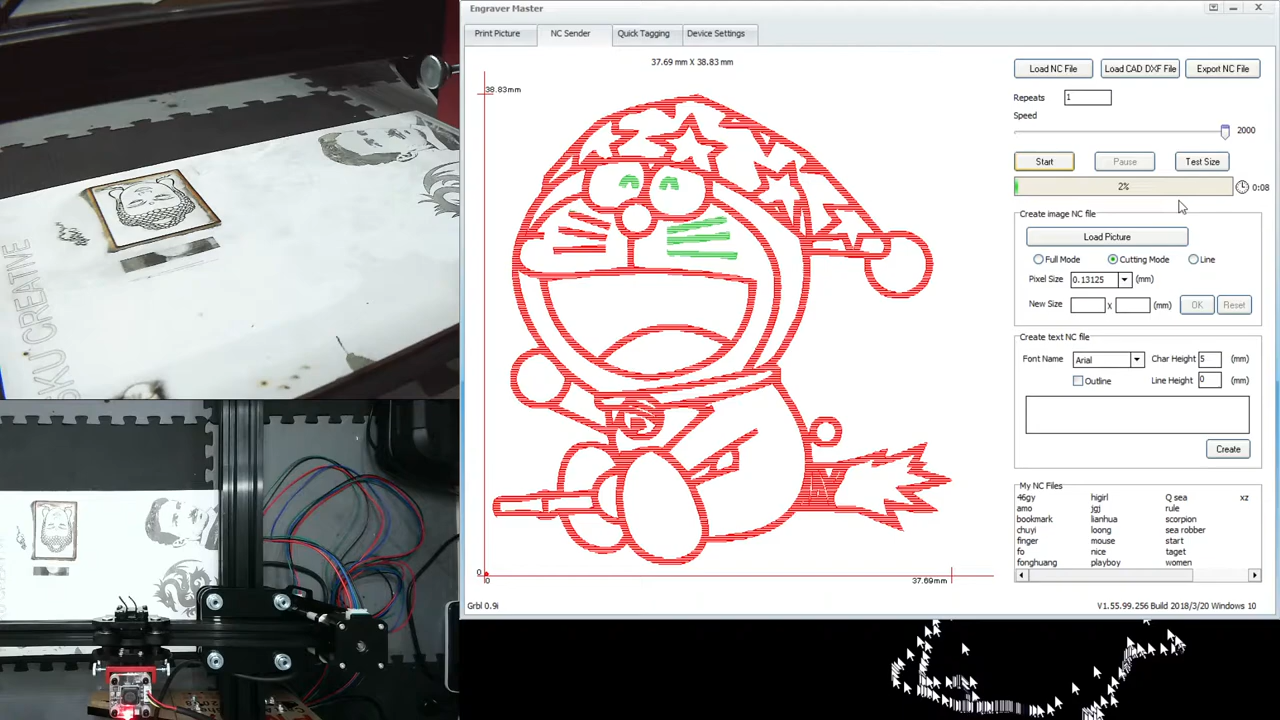 Engraver Master
Print Picture
NC Sender
Quick Tagging
Device Settings
37.69 mm X 38.83 mm
38.83mm
0
0
37.69mm
Grbl 0.9i
Load NC File
Load CAD DXF File
Export NC File
Repeats
1
Speed
2000
Start
Pause
Test Size
2%
0:08
Create image NC file
Load Picture
Full Mode
Cutting Mode
Line
Pixel Size
0.13125
(mm)
New Size
X
(mm)
OK
Reset
Create text NC file
Font Name
Arial
Char Height
5
(mm)
Outline
Line Height
0
(mm)
Create
My NC Files
46gy higirl Q sea xz
amo jgj rule
bookmark lianhua scorpion
chuyi loong sea robber
finger mouse start
fo nice taget
fonghuang playboy women
V1.55.99.256 Build 2018/3/20 Windows 10
KU CREATIVE